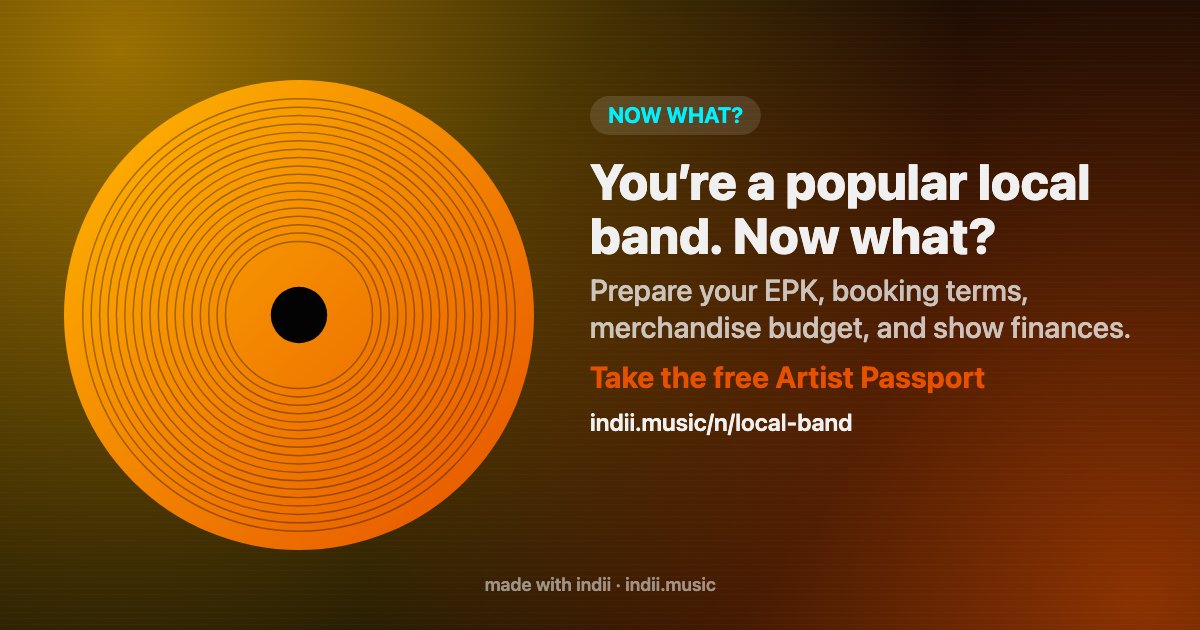 NOW WHAT?
You’re a popular local
band. Now what?
Prepare your EPK, booking terms,
merchandise budget, and show finances.
Take the free Artist Passport
indii.music/n/local-band
made with indii · indii.music